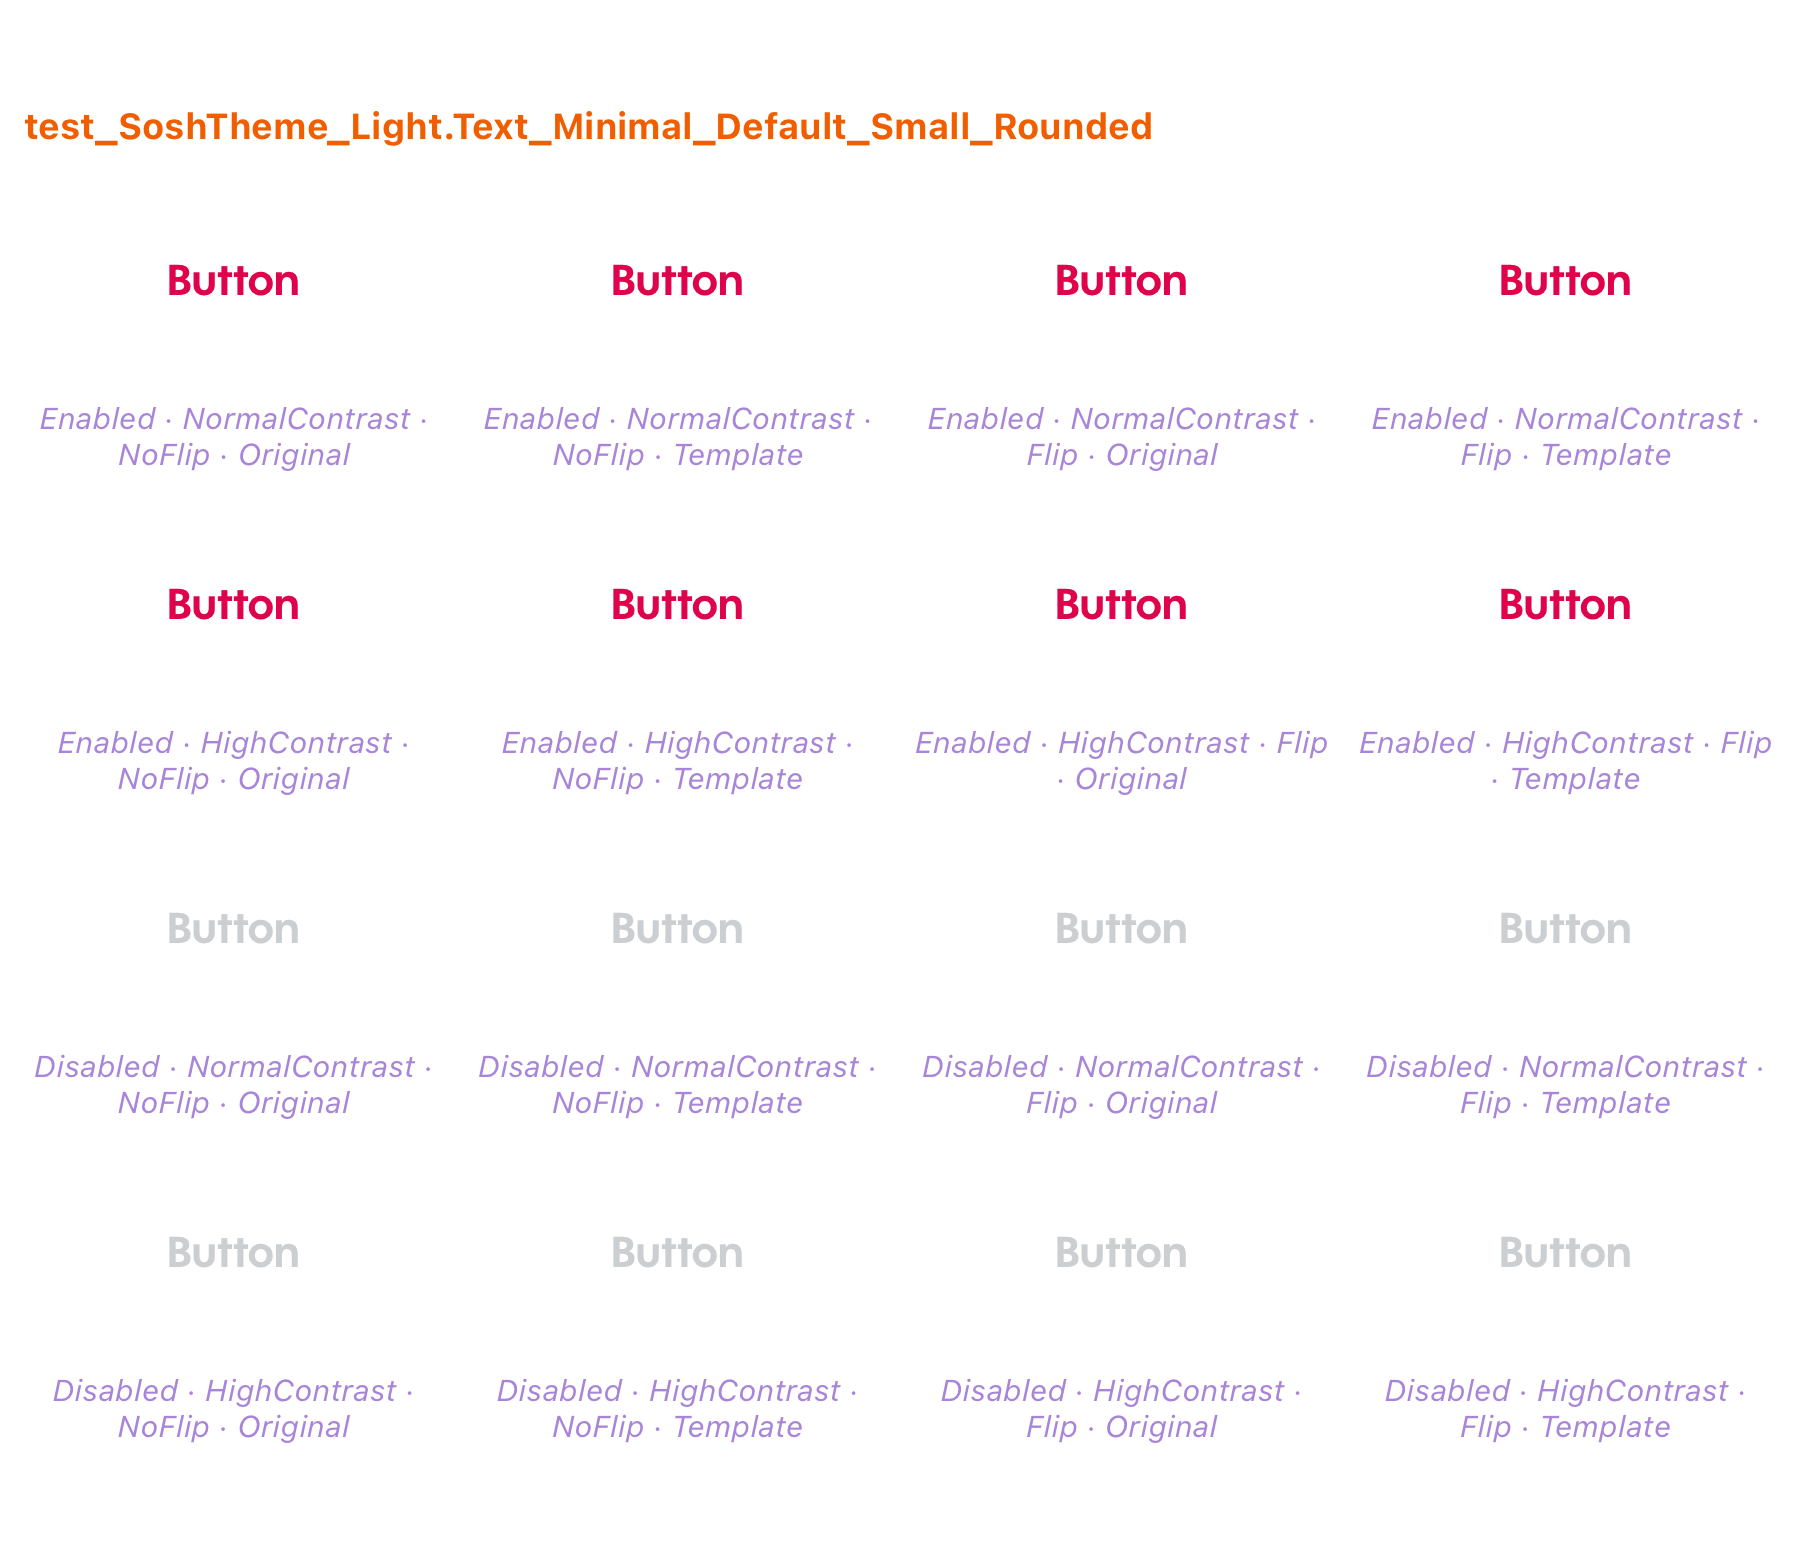 test_SoshTheme_Light.Text_Minimal_Default_Small_Rounded
Button Button Button Button
Enabled · NormalContrast · Enabled · NormalContrast · Enabled · NormalContrast · Enabled · NormalContrast ·
NoFlip · Original NoFlip · Template Flip · Original Flip · Template
Button Button Button Button
Enabled · HighContrast · Enabled · HighContrast · Enabled · HighContrast · Flip Enabled · HighContrast · Flip
NoFlip · Original NoFlip · Template · Original · Template
Button Button Button Button
Disabled · NormalContrast · Disabled · NormalContrast · Disabled · NormalContrast · Disabled · NormalContrast ·
NoFlip · Original NoFlip · Template Flip · Original Flip · Template
Button Button Button Button
Disabled · HighContrast · Disabled · HighContrast · Disabled · HighContrast · Disabled · HighContrast ·
NoFlip · Original NoFlip · Template Flip · Original Flip · Template